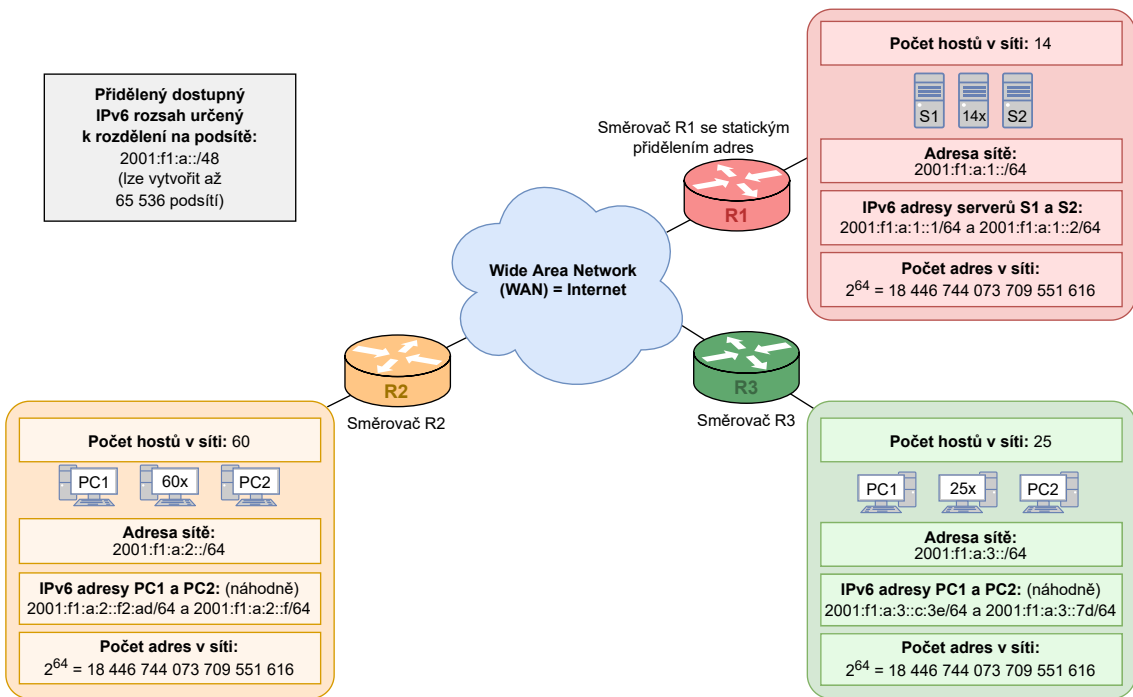 Přidělený dostupný
IPv6 rozsah určený
k rozdělení na podsítě:
2001:f1:a::/48
(lze vytvořit až
65 536 podsítí)
Směrovač R1 se statickým
přidělením adres
R1
Počet hostů v síti: 14
S1
14x
S2
Adresa sítě:
2001:f1:a:1::/64
IPv6 adresy serverů S1 a S2:
2001:f1:a:1::1/64 a 2001:f1:a:1::2/64
Počet adres v síti:
2^64 = 18 446 744 073 709 551 616
Wide Area Network
(WAN) = Internet
R2
Směrovač R2
R3
Směrovač R3
Počet hostů v síti: 60
PC1
60x
PC2
Adresa sítě:
2001:f1:a:2::/64
IPv6 adresy PC1 a PC2: (náhodně)
2001:f1:a:2::f2:ad/64 a 2001:f1:a:2::f/64
Počet adres v síti:
2^64 = 18 446 744 073 709 551 616
Počet hostů v síti: 25
PC1
25x
PC2
Adresa sítě:
2001:f1:a:3::/64
IPv6 adresy PC1 a PC2: (náhodně)
2001:f1:a:3::c:3e/64 a 2001:f1:a:3::7d/64
Počet adres v síti:
2^64 = 18 446 744 073 709 551 616